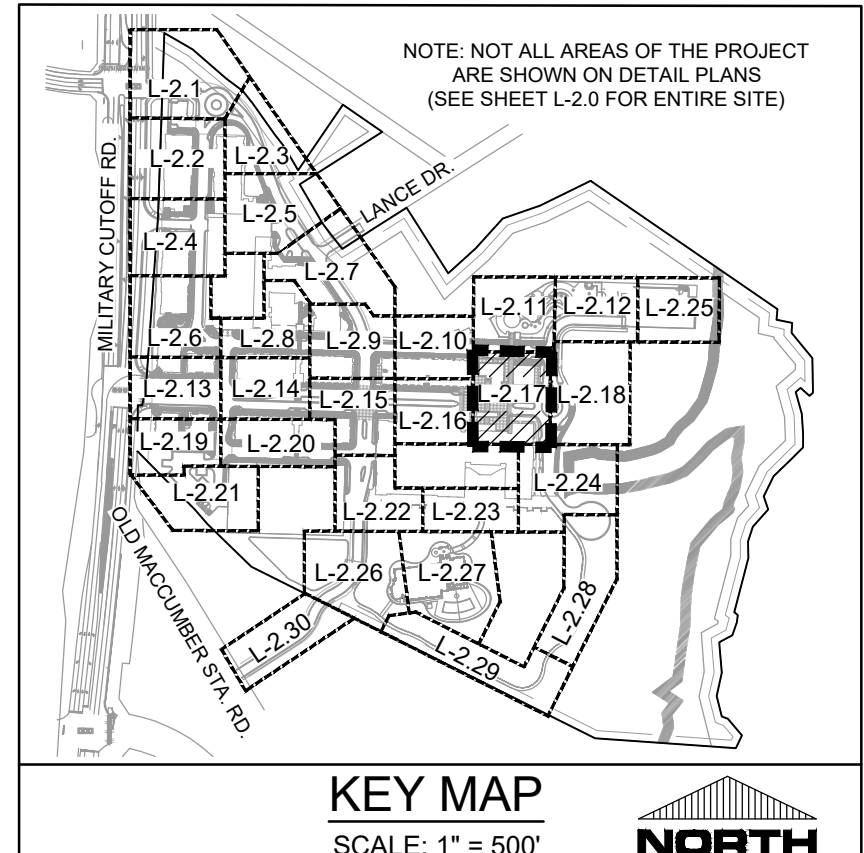 NOTE: NOT ALL AREAS OF THE PROJECT
ARE SHOWN ON DETAIL PLANS
(SEE SHEET L-2.0 FOR ENTIRE SITE)
MILITARY CUTOFF RD.
LANCE DR.
OLD MACCUMBER STA. RD.
L-2.1
L-2.2
L-2.3
L-2.4
L-2.5
L-2.6
L-2.7
L-2.8
L-2.9
L-2.10
L-2.11
L-2.12
L-2.25
L-2.13
L-2.14
L-2.15
L-2.16
L-2.17
L-2.18
L-2.19
L-2.20
L-2.21
L-2.22
L-2.23
L-2.24
L-2.26
L-2.27
L-2.28
L-2.29
L-2.30
KEY MAP
SCALE: 1" = 500'
NORTH